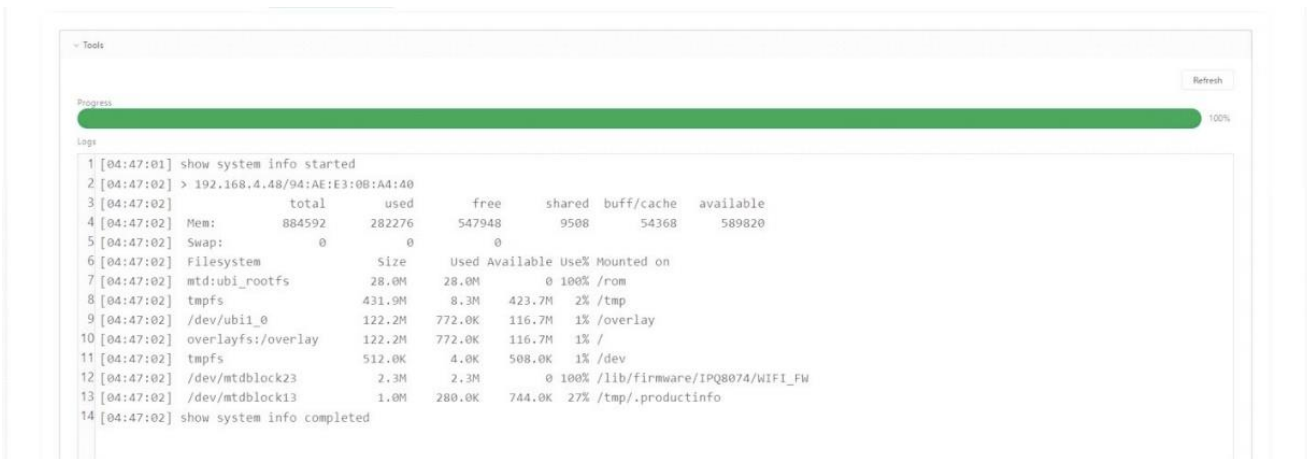 Tools
Refresh
Progress
100%
Logs
1 [04:47:01] show system info started
2 [04:47:02] > 192.168.4.48/94:AE:E3:0B:A4:40
3 [04:47:02] total used free shared buff/cache available
4 [04:47:02] Mem: 884592 282276 547948 9508 54368 589820
5 [04:47:02] Swap: 0 0 0
6 [04:47:02] Filesystem Size Used Available Use% Mounted on
7 [04:47:02] mtd:ubi_rootfs 28.0M 28.0M 0 100% /rom
8 [04:47:02] tmpfs 431.9M 8.3M 423.7M 2% /tmp
9 [04:47:02] /dev/ubi1_0 122.2M 772.0K 116.7M 1% /overlay
10 [04:47:02] overlayfs:/overlay 122.2M 772.0K 116.7M 1% /
11 [04:47:02] tmpfs 512.0K 4.0K 508.0K 1% /dev
12 [04:47:02] /dev/mtdblock23 2.3M 2.3M 0 100% /lib/firmware/IPQ8074/WIFI_FW
13 [04:47:02] /dev/mtdblock13 1.0M 280.0K 744.0K 27% /tmp/.productinfo
14 [04:47:02] show system info completed